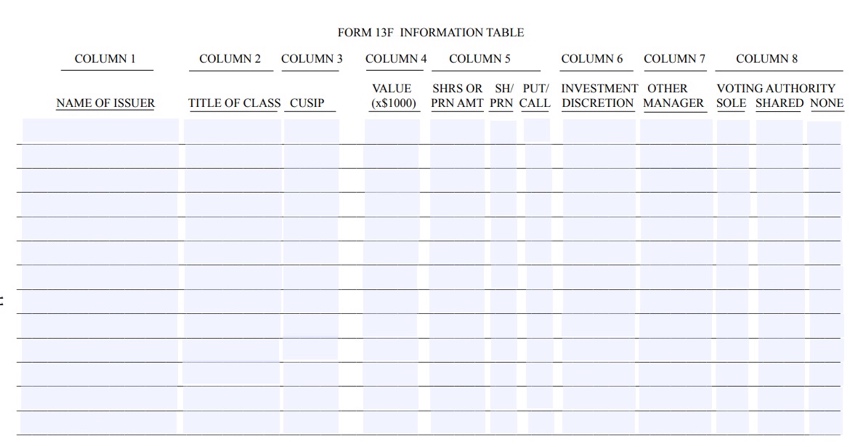 FORM 13F INFORMATION TABLE
COLUMN 1 COLUMN 2 COLUMN 3 COLUMN 4 COLUMN 5 COLUMN 6 COLUMN 7 COLUMN 8
VALUE SHRS OR SH/ PUT/ INVESTMENT OTHER VOTING AUTHORITY
NAME OF ISSUER TITLE OF CLASS CUSIP (x$1000) PRN AMT PRN CALL DISCRETION MANAGER SOLE SHARED NONE